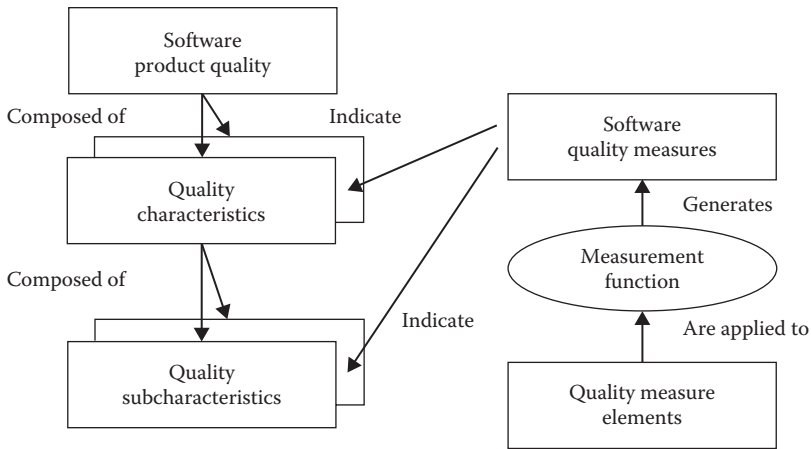 Software
product quality
Composed of
Indicate
Quality
characteristics
Composed of
Indicate
Quality
subcharacteristics
Software
quality measures
Generates
Measurement
function
Are applied to
Quality measure
elements